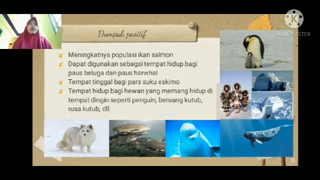 Dampak positif
Meningkatnya populasi ikan salmon
Dapat digunakan sebagai tempat hidup bagi
paus beluga dan paus narwhal
Tempat tinggal bagi para suku eskimo
Tempat hidup bagi hewan yang memang hidup di
tempat dingin seperti penguin, beruang kutub,
rusa kutub, dll.